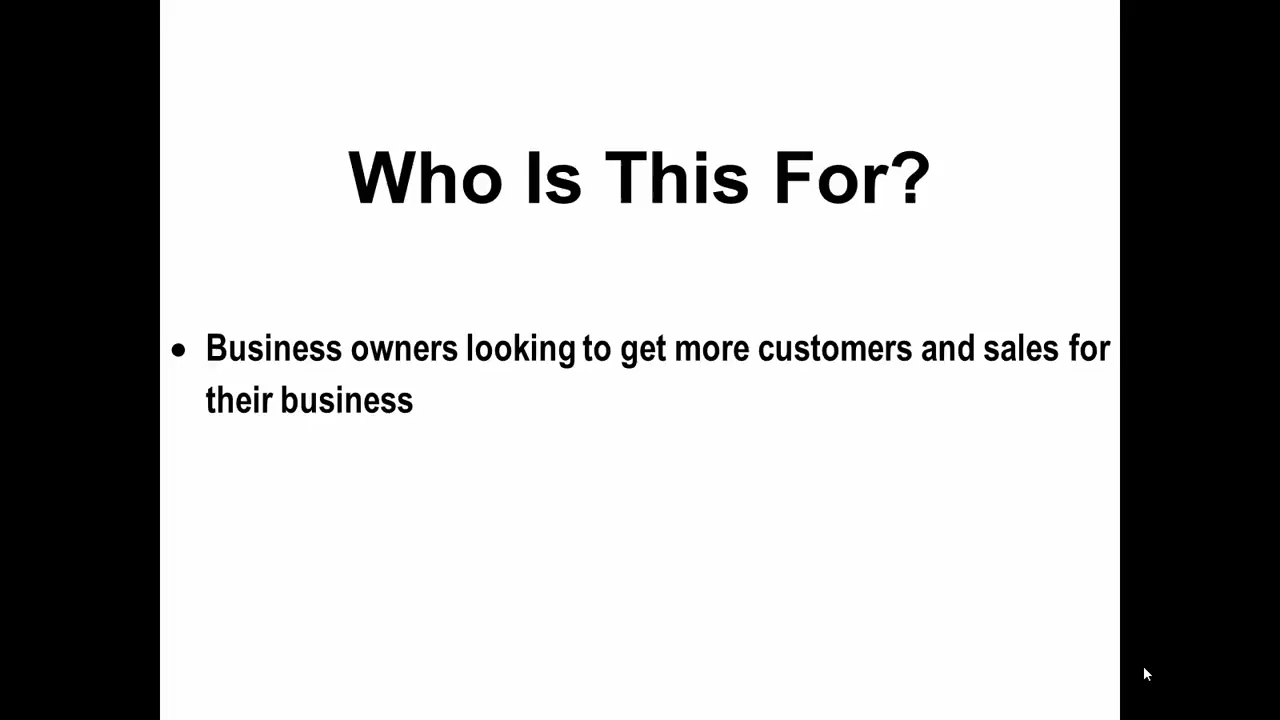 Who Is This For?
• Business owners looking to get more customers and sales for
their business